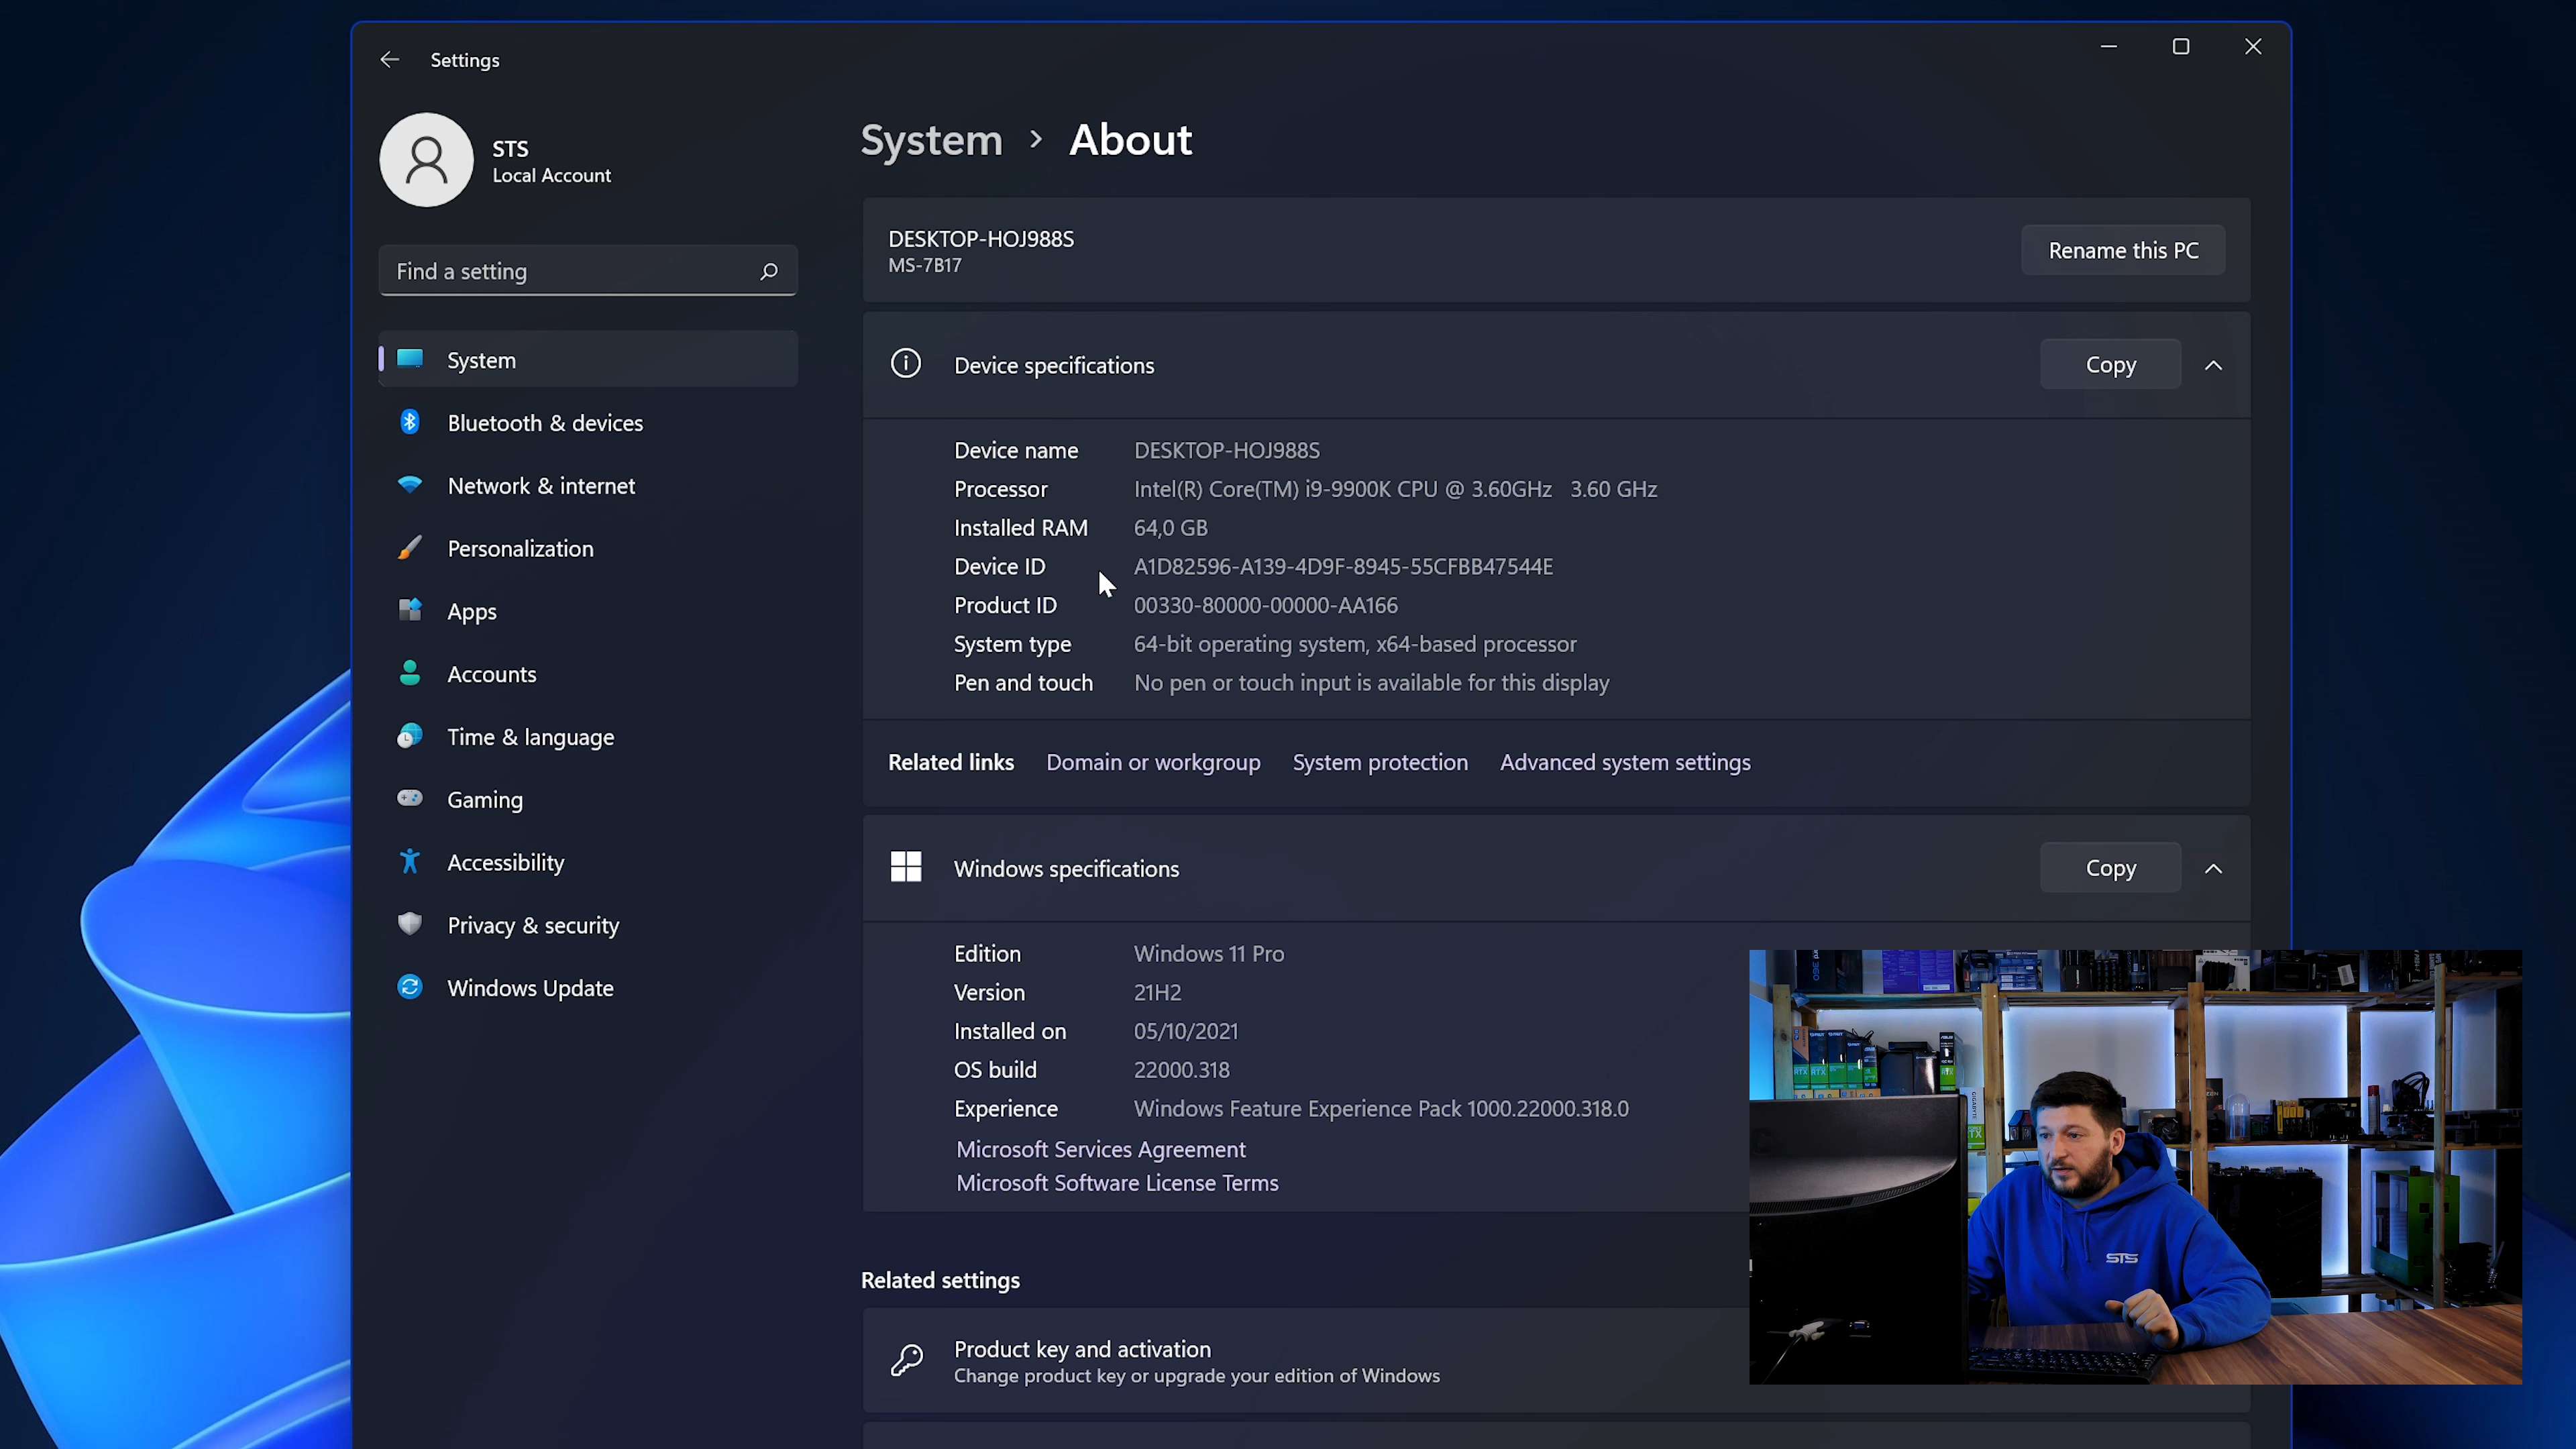 Settings
STS
Local Account
Find a setting
System
Bluetooth & devices
Network & internet
Personalization
Apps
Accounts
Time & language
Gaming
Accessibility
Privacy & security
Windows Update
System > About
DESKTOP-HOJ988S
MS-7B17
Rename this PC
Device specifications
Copy
Device name DESKTOP-HOJ988S
Processor Intel(R) Core(TM) i9-9900K CPU @ 3.60GHz 3.60 GHz
Installed RAM 64,0 GB
Device ID A1D82596-A139-4D9F-8945-55CFBB47544E
Product ID 00330-80000-00000-AA166
System type 64-bit operating system, x64-based processor
Pen and touch No pen or touch input is available for this display
Related links Domain or workgroup System protection Advanced system settings
Windows specifications
Copy
Edition Windows 11 Pro
Version 21H2
Installed on 05/10/2021
OS build 22000.318
Experience Windows Feature Experience Pack 1000.22000.318.0
Microsoft Services Agreement
Microsoft Software License Terms
Related settings
Product key and activation
Change product key or upgrade your edition of Windows
STS